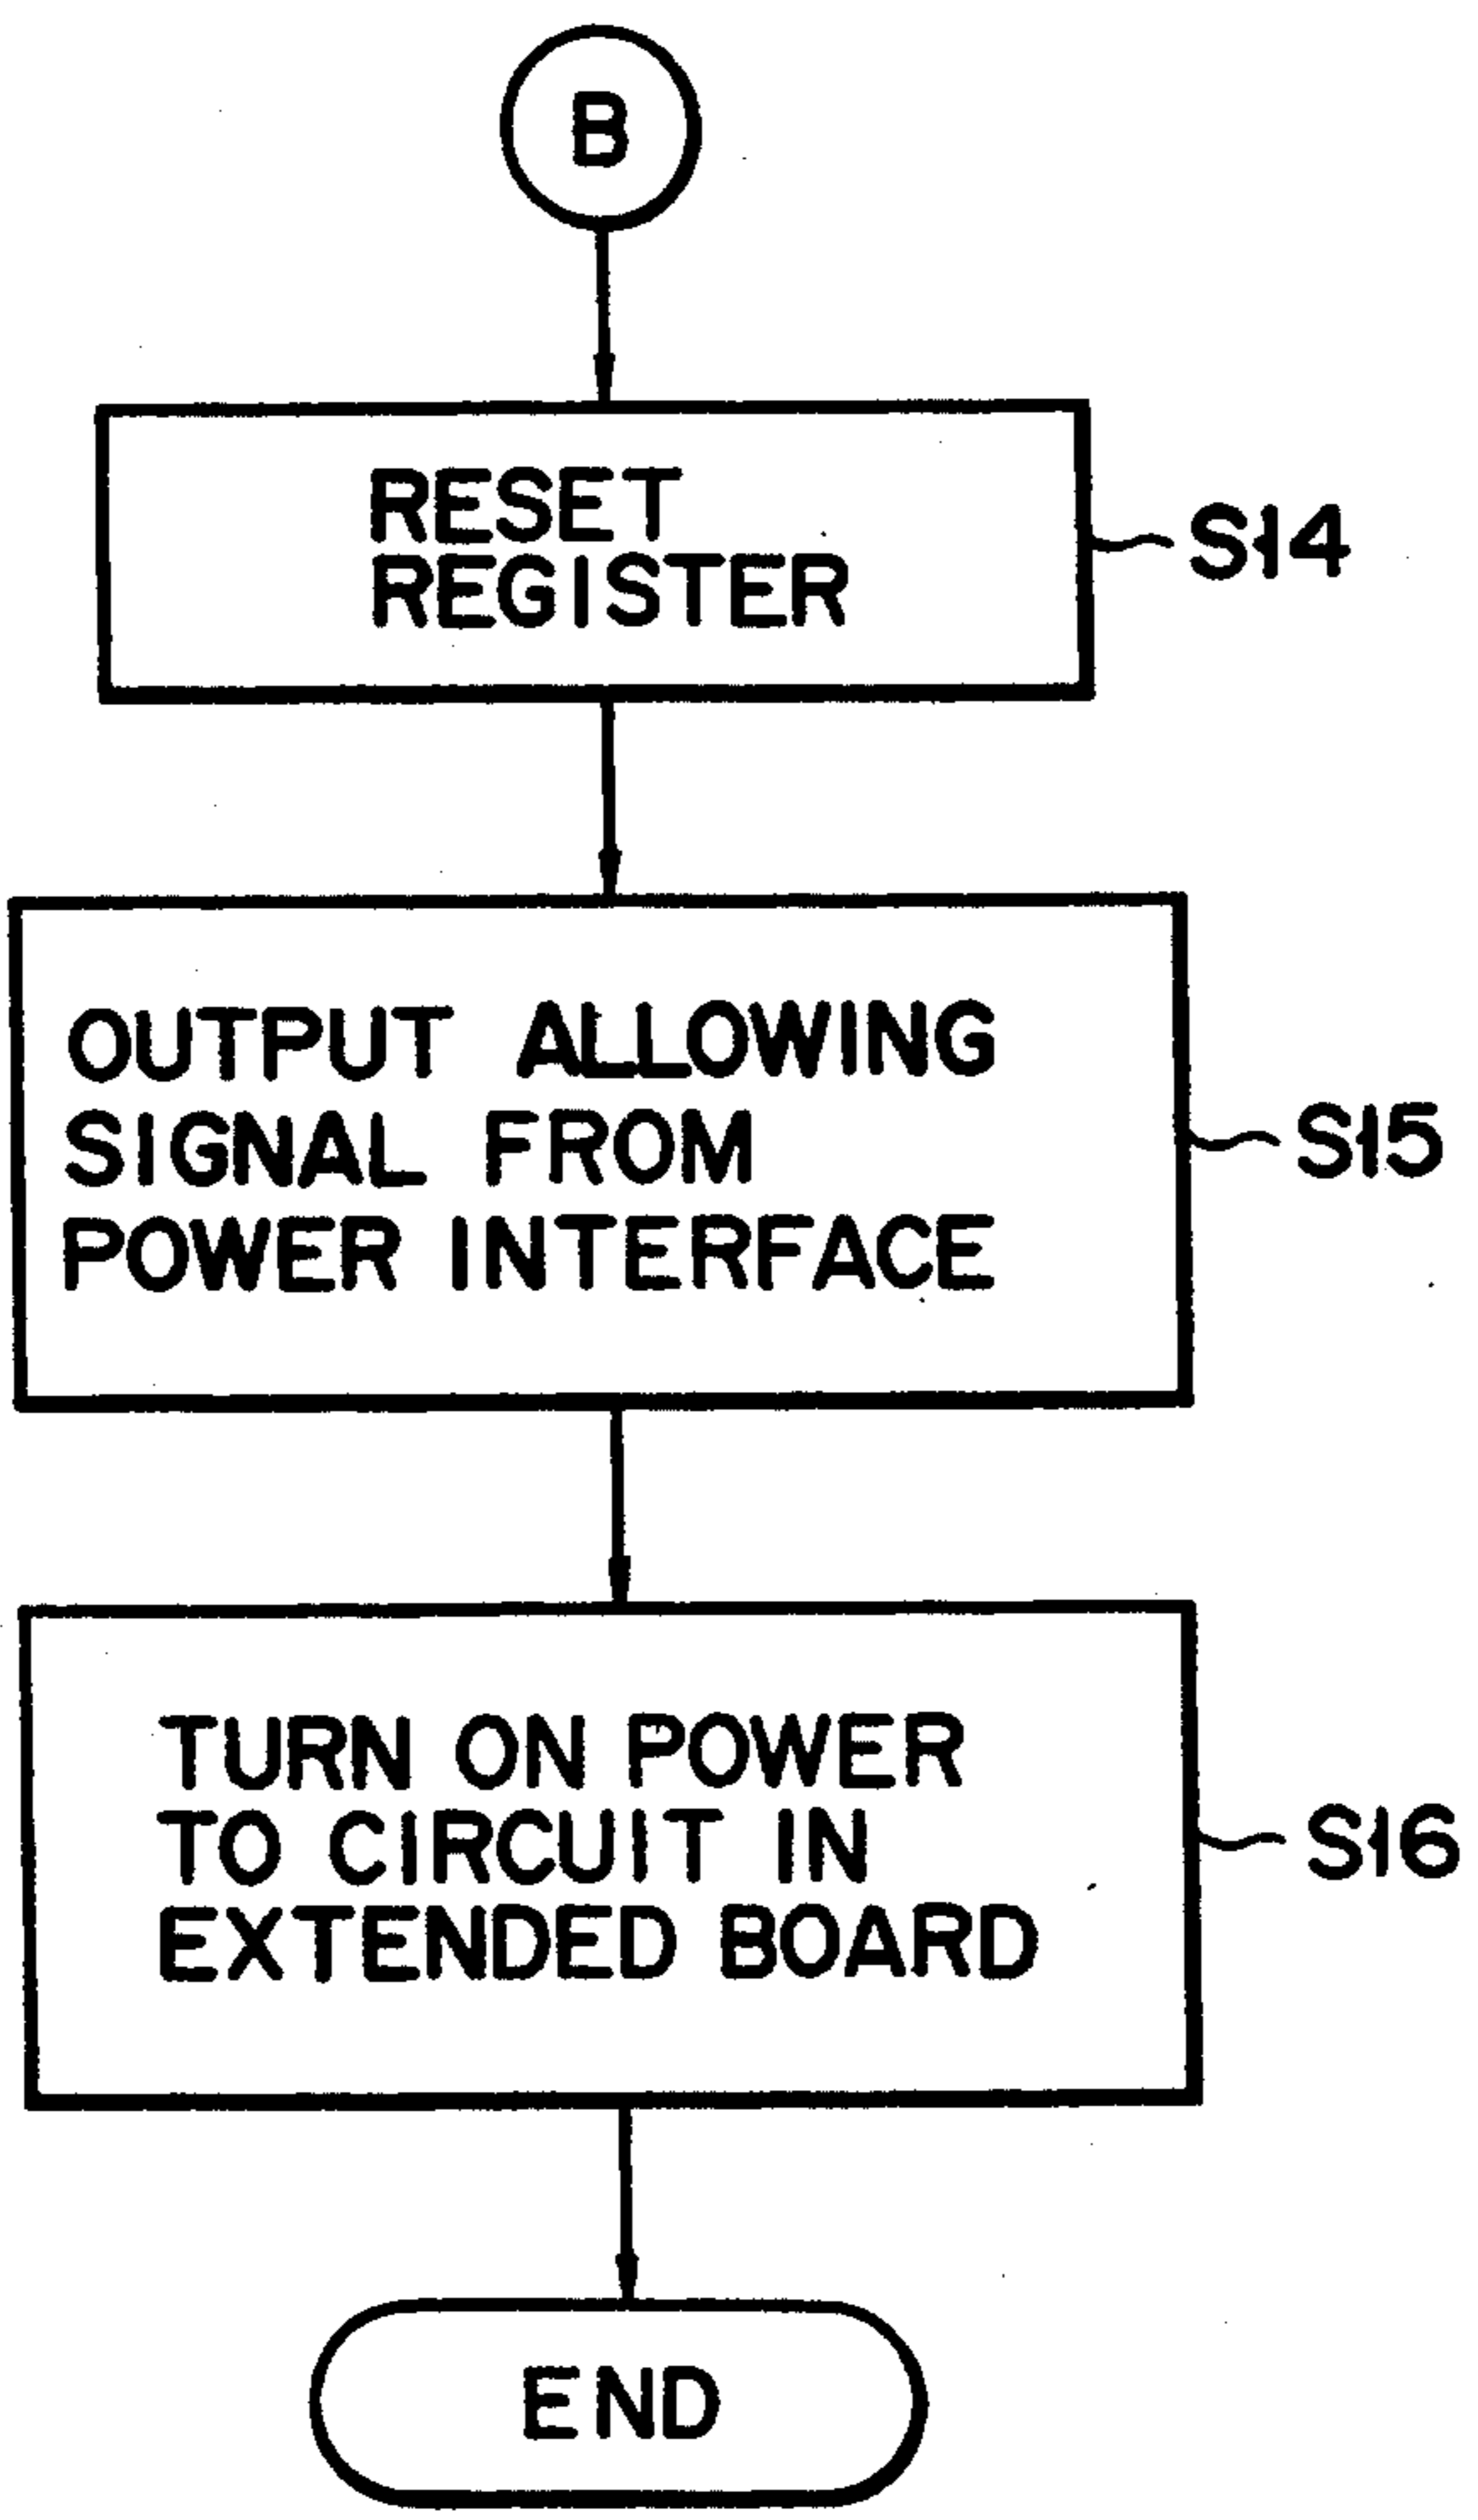 B
RESET
REGISTER
S14
OUTPUT ALLOWING
SIGNAL FROM
POWER INTERFACE
S15
TURN ON POWER
TO CIRCUIT IN
EXTENDED BOARD
S16
END